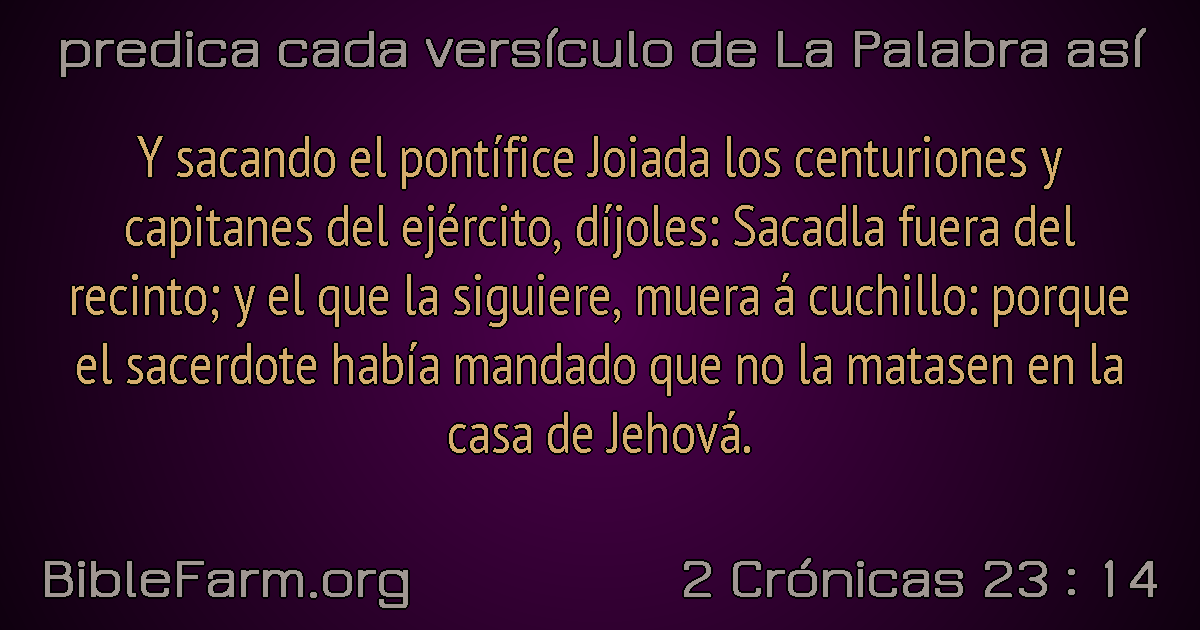 predica cada versículo de La Palabra así
Y sacando el pontífice Joiada los centuriones y
capitanes del ejército, díjoles: Sacadla fuera del
recinto; y el que la siguiere, muera á cuchillo: porque
el sacerdote había mandado que no la matasen en la
casa de Jehová.
BibleFarm.org
2 Crónicas 23 : 14